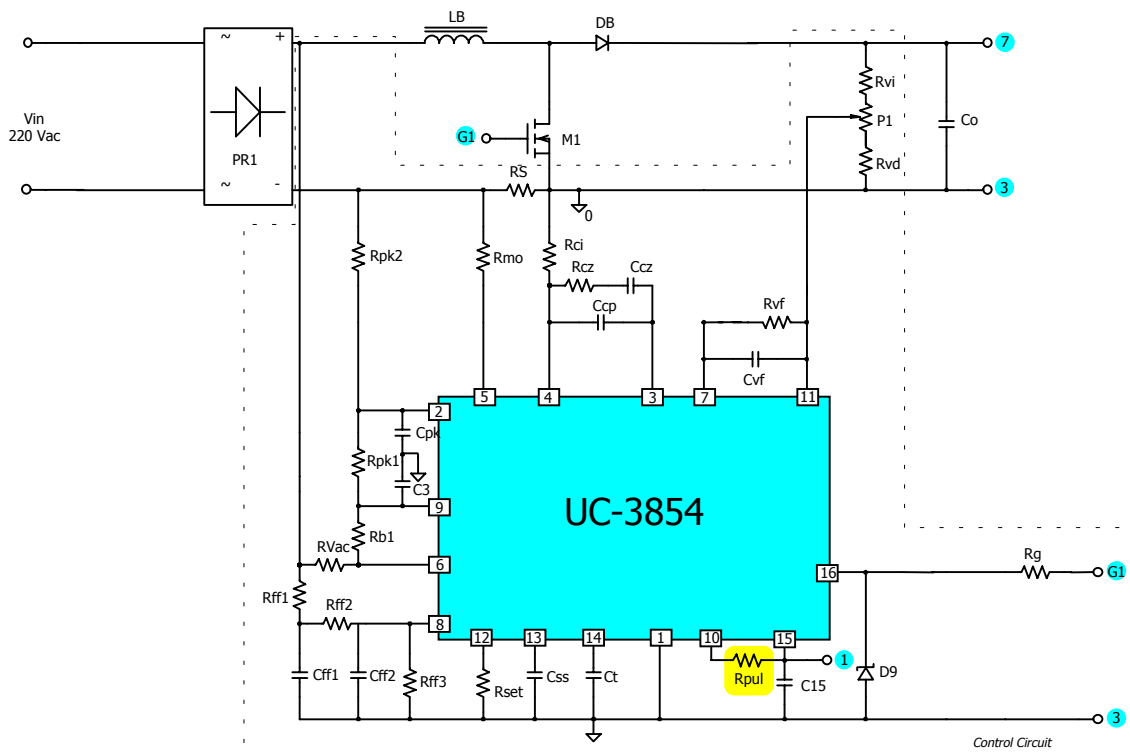 LB
DB
7
~
+
Rvi
Vin
220 Vac
G1
M1
P1
Co
PR1
Rvd
~
-
RS
3
0
Rpk2
Rmo
Rci
Rcz
Ccz
Ccp
Rvf
Cvf
5
4
3
7
11
2
Cpk
Rpk1
C3
9
UC-3854
Rb1
RVac
6
16
Rg
G1
Rff1
Rff2
8
12
13
14
1
10
15
1
Cff1
Cff2
Rff3
Rset
Css
Ct
Rpul
C15
D9
3
Control Circuit